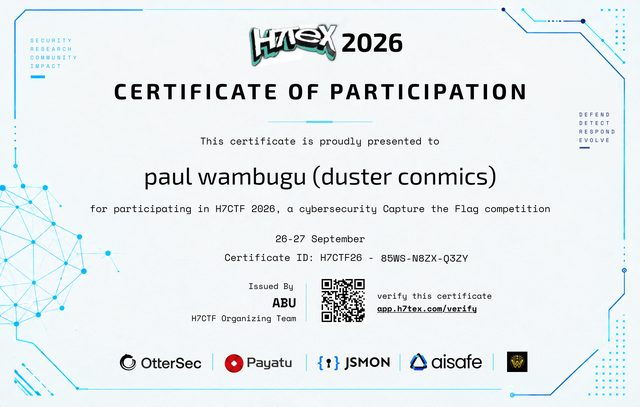 H7TEX 2026
SECURITY
RESEARCH
COMMUNITY
IMPACT
CERTIFICATE OF PARTICIPATION
DEFEND
DETECT
RESPOND
EVOLVE
This certificate is proudly presented to
paul wambugu (duster conmics)
for participating in H7CTF 2026, a cybersecurity Capture the Flag competition
26-27 September
Certificate ID: H7CTF26 - 85WS-N8ZX-Q3ZY
Issued By
ABU
H7CTF Organizing Team
verify this certificate
app.h7tex.com/verify
OtterSec
Payatu
{!} JSMON
aisafe